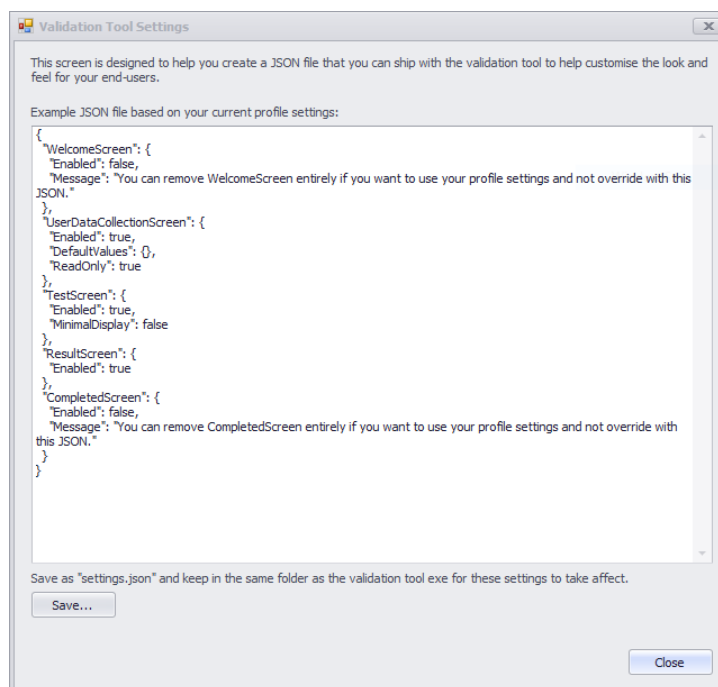 Validation Tool Settings
This screen is designed to help you create a JSON file that you can ship with the validation tool to help customise the look and
feel for your end-users.
Example JSON file based on your current profile settings:
{
"WelcomeScreen": {
"Enabled": false,
"Message": "You can remove WelcomeScreen entirely if you want to use your profile settings and not override with this
JSON."
},
"UserDataCollectionScreen": {
"Enabled": true,
"DefaultValues": {},
"ReadOnly": true
},
"TestScreen": {
"Enabled": true,
"MinimalDisplay": false
},
"ResultScreen": {
"Enabled": true
},
"CompletedScreen": {
"Enabled": false,
"Message": "You can remove CompletedScreen entirely if you want to use your profile settings and not override with
this JSON."
}
}
Save as "settings.json" and keep in the same folder as the validation tool exe for these settings to take affect.
Save...
Close